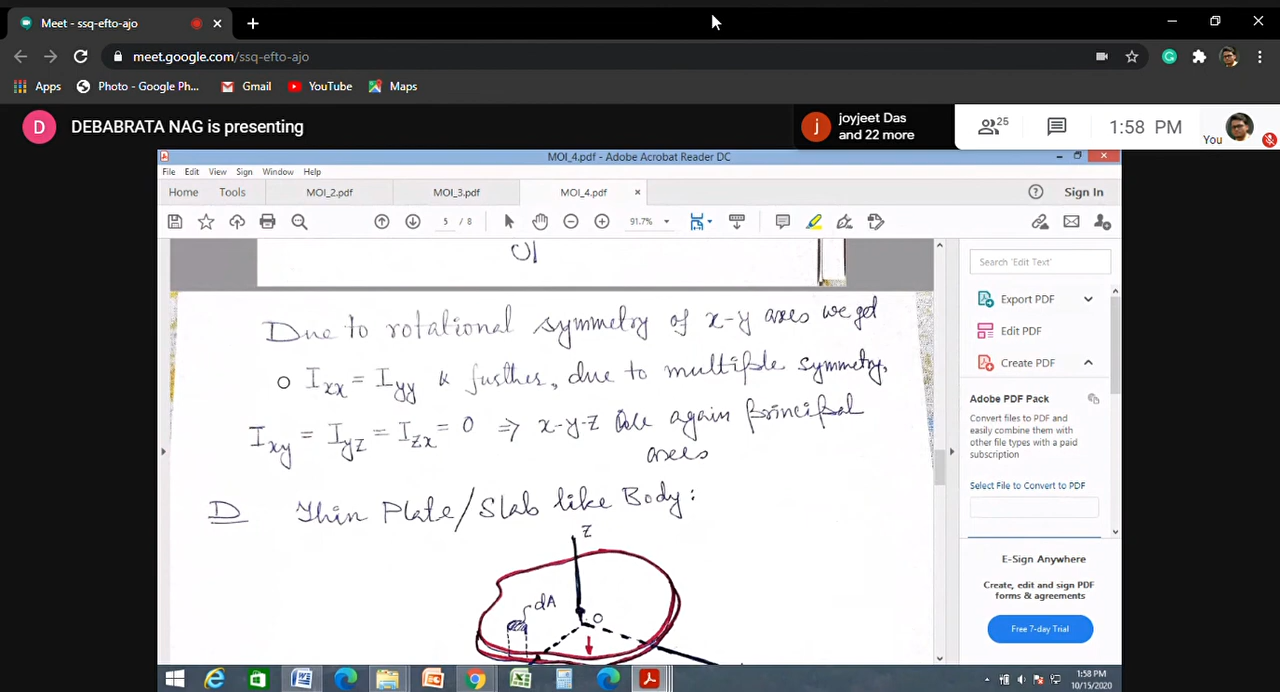 Meet - ssq-efto-ajo
meet.google.com/ssq-efto-ajo
Apps Photo - Google Ph... Gmail YouTube Maps
D DEBABRATA NAG is presenting
j joyjeet Das
and 22 more
25 1:58 PM
You
MOI_4.pdf - Adobe Acrobat Reader DC
File Edit View Sign Window Help
Home Tools MOI_2.pdf MOI_3.pdf MOI_4.pdf Sign In
5 / 8 91.7%
Due to rotational symmetry of x-y axes we get
Ixx = Iyy & further, due to multiple symmetry,
Ixy = Iyz = Izx = 0 ⇒ x-y-z are again principal
axes
D Thin Plate/Slab like Body:
Z
dA
O
Search 'Edit Text'
Export PDF
Edit PDF
Create PDF
Adobe PDF Pack
Convert files to PDF and
easily combine them with
other file types with a paid
subscription
Select File to Convert to PDF
E-Sign Anywhere
Create, edit and sign PDF
forms & agreements
Free 7-day Trial
1:58 PM
10/15/2020